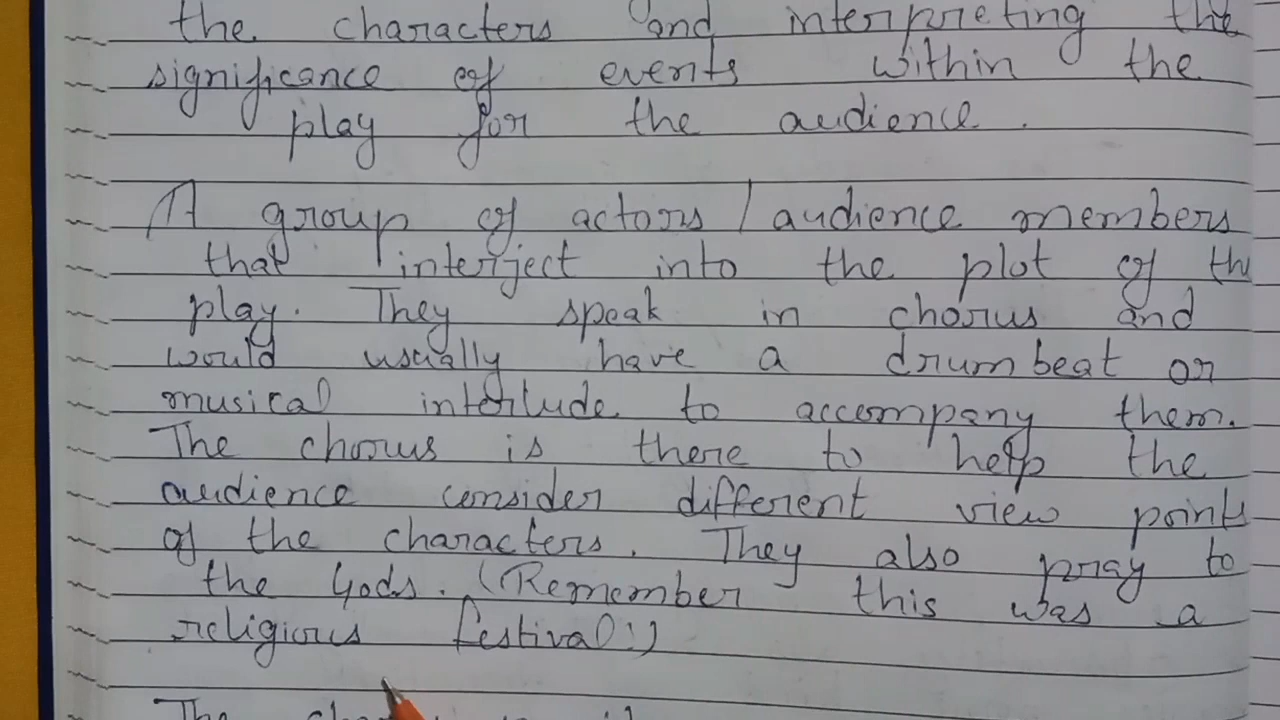 the characters and interpreting the
significance of events within the
play for the audience.
A group of actors / audience members
that interject into the plot of the
play. They speak in chorus and
would usually have a drumbeat or
musical interlude to accompany them.
The chorus is there to help the
audience consider different view points
of the characters. They also pray to
the Gods. (Remember this was a
religious festival!)
The